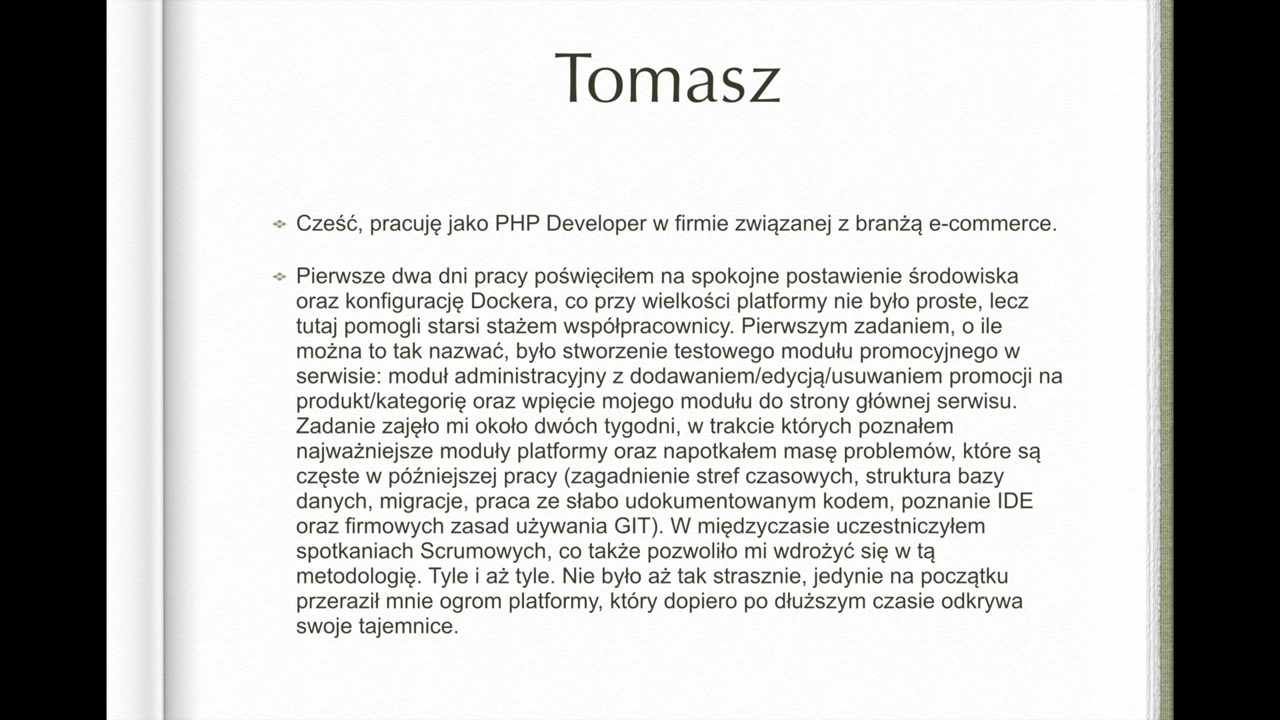 Tomasz
Cześć, pracuję jako PHP Developer w firmie związanej z branżą e-commerce.
Pierwsze dwa dni pracy poświęciłem na spokojne postawienie środowiska
oraz konfigurację Dockera, co przy wielkości platformy nie było proste, lecz
tutaj pomogli starsi stażem współpracownicy. Pierwszym zadaniem, o ile
można to tak nazwać, było stworzenie testowego modułu promocyjnego w
serwisie: moduł administracyjny z dodawaniem/edycją/usuwaniem promocji na
produkt/kategorię oraz wpięcie mojego modułu do strony głównej serwisu.
Zadanie zajęło mi około dwóch tygodni, w trakcie których poznałem
najważniejsze moduły platformy oraz napotkałem masę problemów, które są
częste w późniejszej pracy (zagadnienie stref czasowych, struktura bazy
danych, migracje, praca ze słabo udokumentowanym kodem, poznanie IDE
oraz firmowych zasad używania GIT). W międzyczasie uczestniczyłem
spotkaniach Scrumowych, co także pozwoliło mi wdrożyć się w tą
metodologię. Tyle i aż tyle. Nie było aż tak strasznie, jedynie na początku
przeraził mnie ogrom platformy, który dopiero po dłuższym czasie odkrywa
swoje tajemnice.